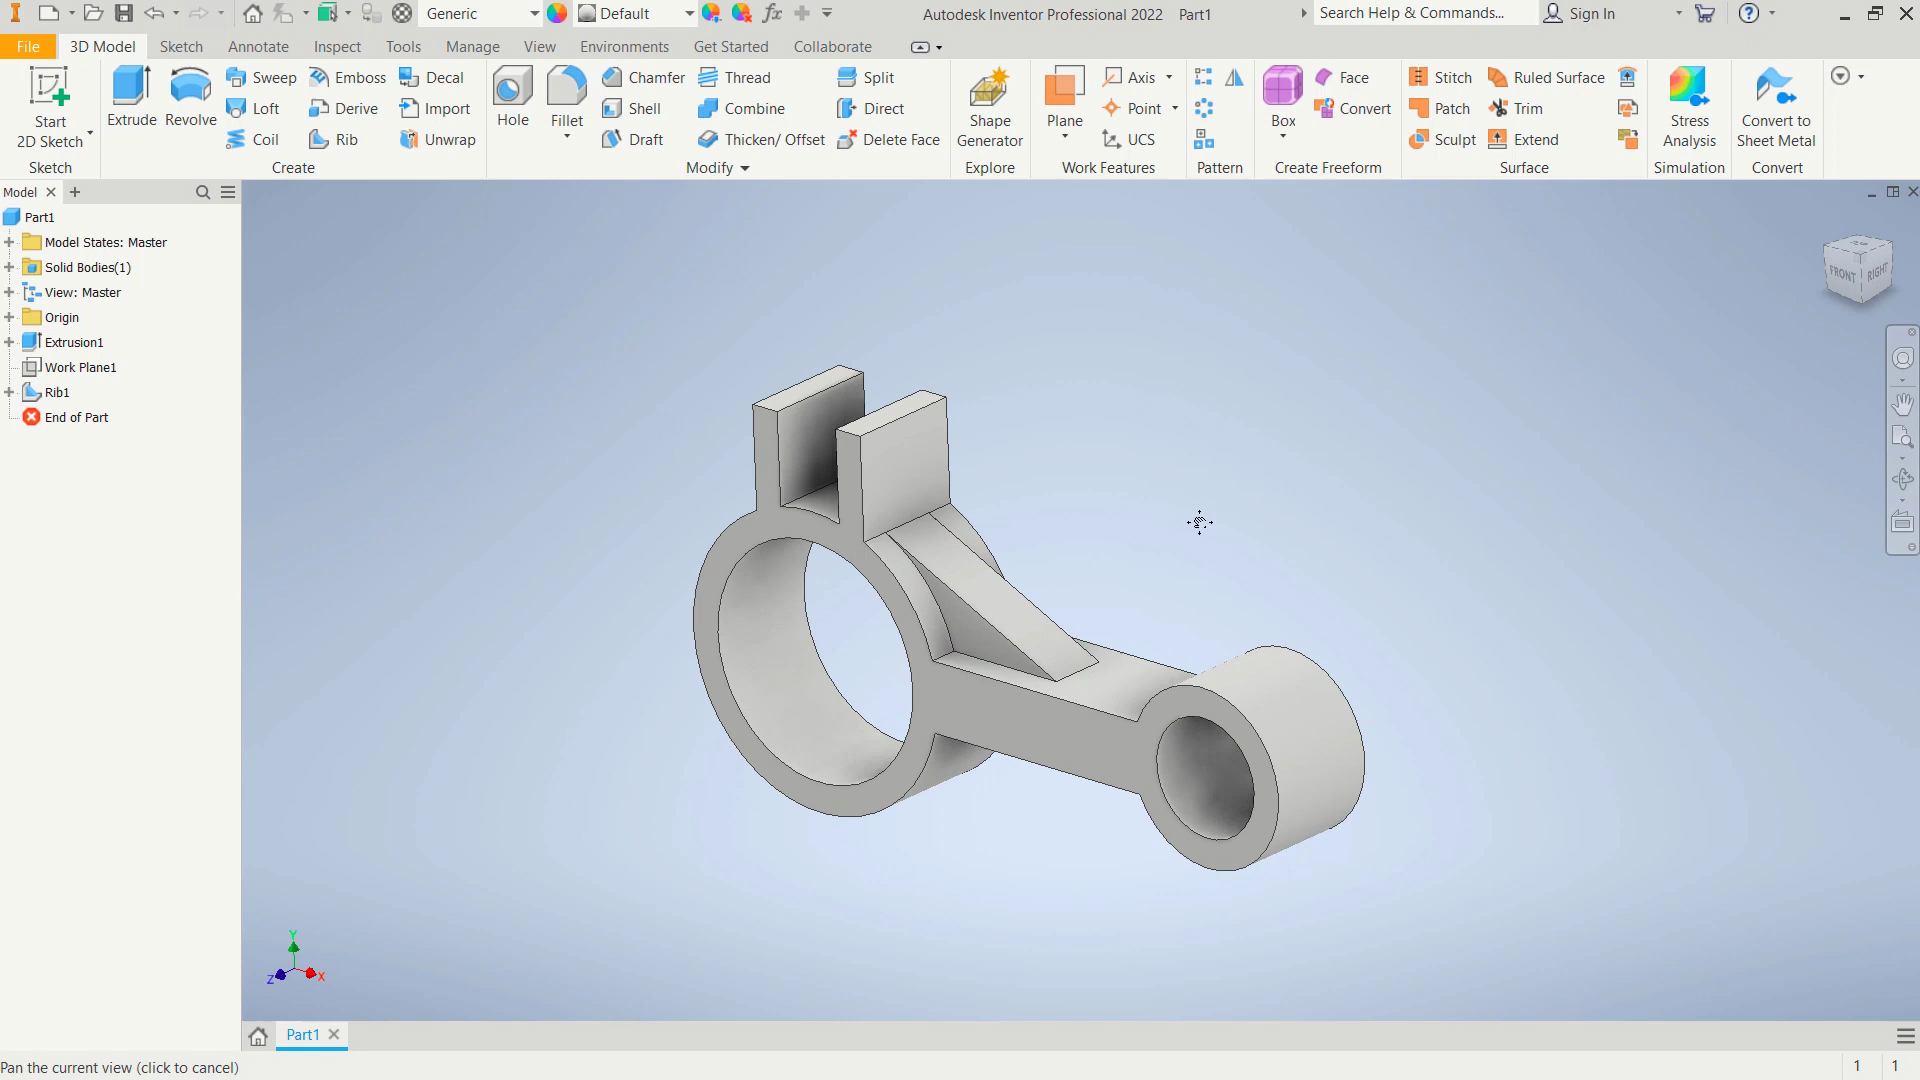 Generic
Default
Autodesk Inventor Professional 2022 Part1
Search Help & Commands...
Sign In
File
3D Model
Sketch
Annotate
Inspect
Tools
Manage
View
Environments
Get Started
Collaborate
Start
2D Sketch
Sketch
Extrude
Revolve
Sweep
Loft
Coil
Emboss
Derive
Rib
Decal
Import
Unwrap
Create
Hole
Fillet
Chamfer
Shell
Draft
Thread
Combine
Thicken/ Offset
Split
Direct
Delete Face
Modify
Shape
Generator
Explore
Plane
Axis
Point
UCS
Work Features
Pattern
Box
Face
Convert
Create Freeform
Stitch
Patch
Sculpt
Ruled Surface
Trim
Extend
Surface
Stress
Analysis
Simulation
Convert to
Sheet Metal
Convert
Model
Part1
Model States: Master
Solid Bodies(1)
View: Master
Origin
Extrusion1
Work Plane1
Rib1
End of Part
FRONT
RIGHT
Y
Z
X
Part1
Pan the current view (click to cancel)
1
1